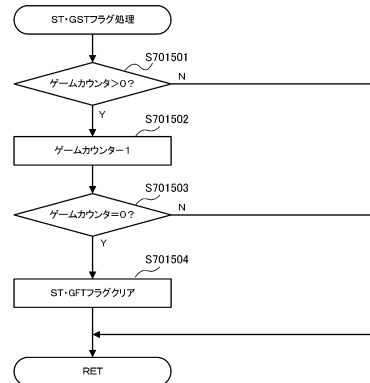 ST・GSTフラグ処理
S701501
ゲームカウンタ>0?
N
Y
S701502
ゲームカウンター1
S701503
ゲームカウンタ=0?
N
Y
S701504
ST・GFTフラグクリア
RET